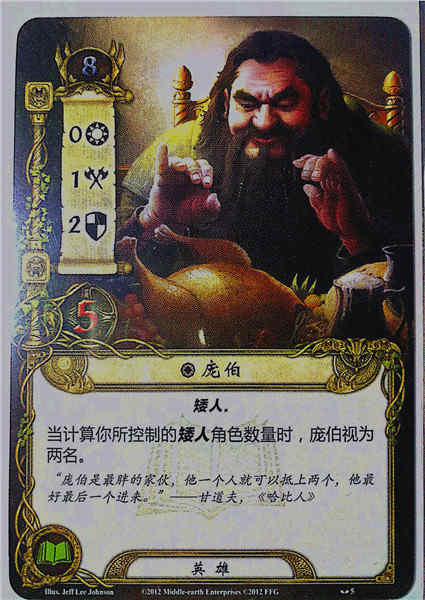 8
0
1
2
5
庞伯
矮人.
当计算你所控制的矮人角色数量时，庞伯视为
两名。
“庞伯是最胖的家伙，他一个人就可以抵上两个，他最
好最后一个进来。”——甘道夫，《哈比人》
英雄
Illus. Jeff Lee Johnson ©2012 Middle-earth Enterprises ©2012 FFG 5